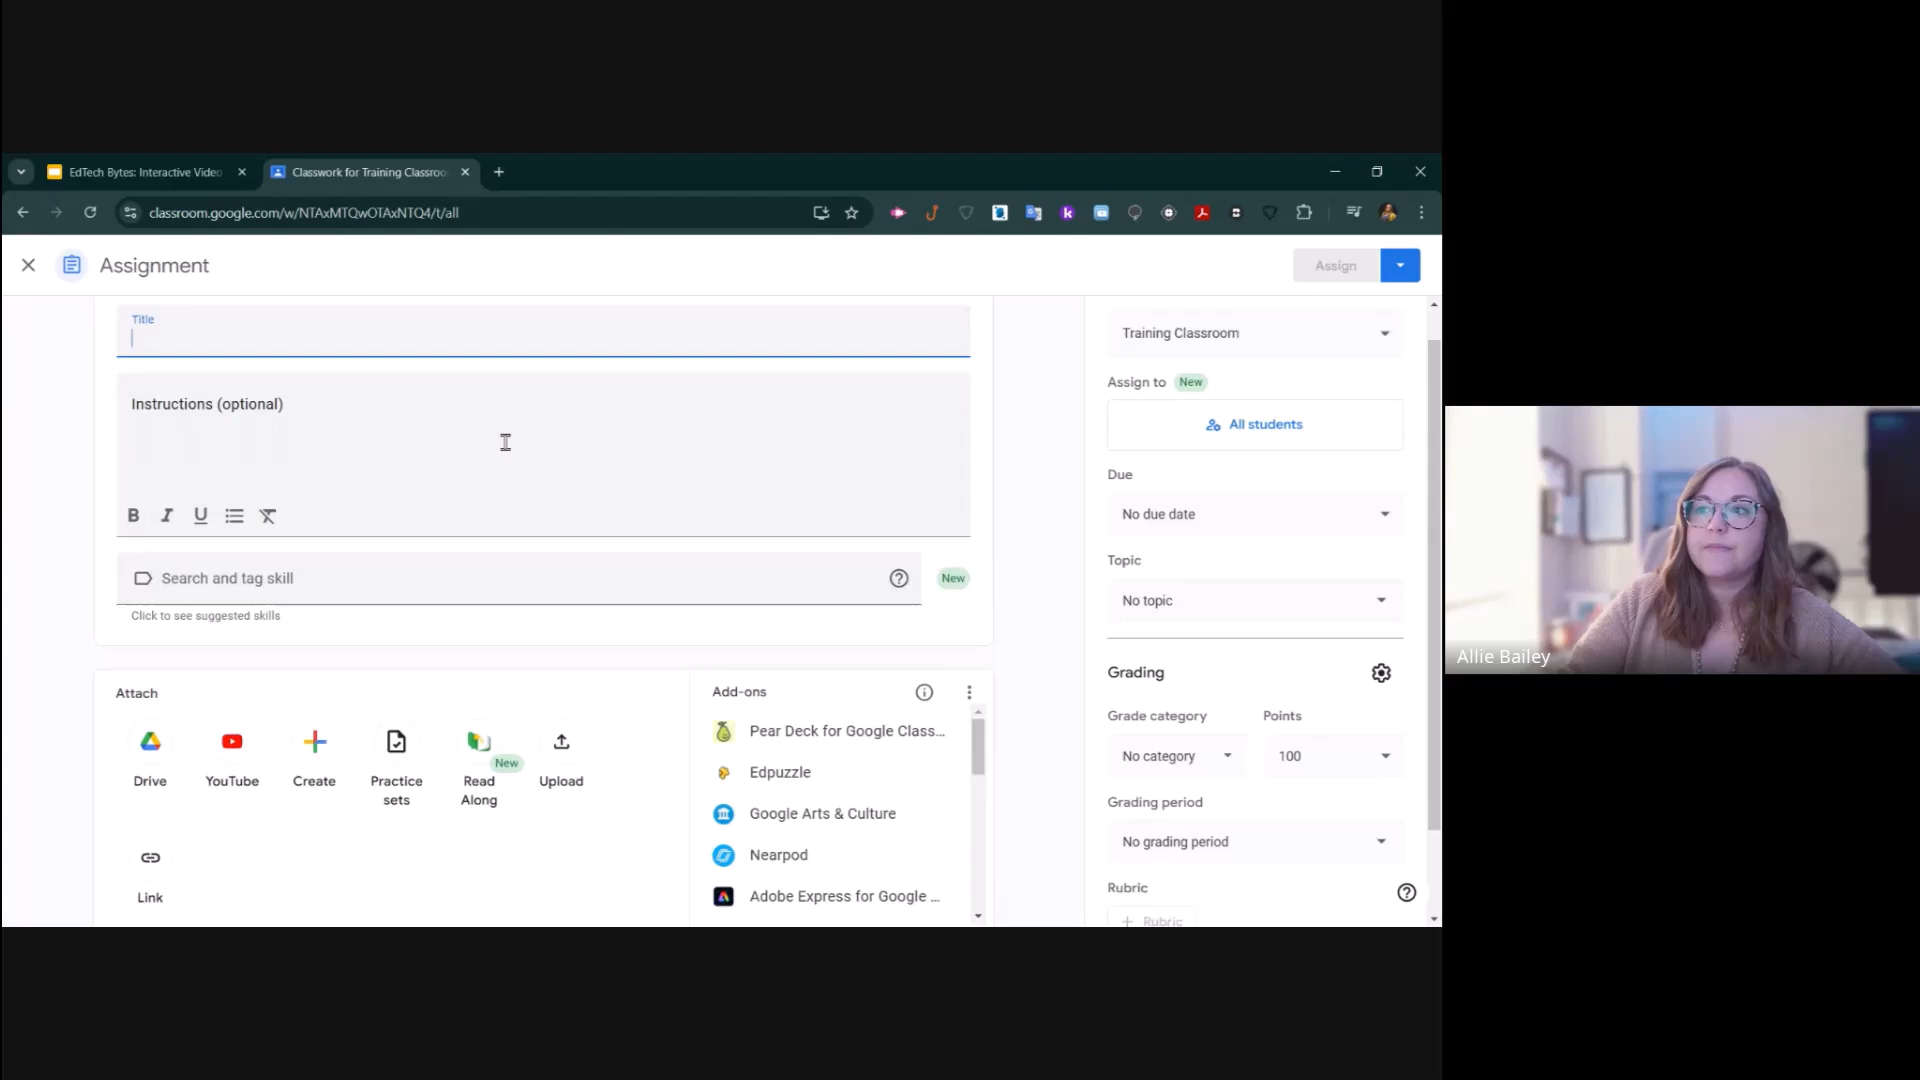 EdTech Bytes: Interactive Video
Classwork for Training Classroo
classroom.google.com/w/NTAxMTQwOTAxNTQ4/t/all
Assignment
Assign
Title
Instructions (optional)
B I U
Search and tag skill
New
Click to see suggested skills
Training Classroom
Assign to New
All students
Due
No due date
Topic
No topic
Grading
Grade category
Points
No category
100
Grading period
No grading period
Rubric
+ Rubric
Attach
Drive
YouTube
Create
Practice
sets
New
Read
Along
Upload
Link
Add-ons
Pear Deck for Google Class...
Edpuzzle
Google Arts & Culture
Nearpod
Adobe Express for Google ...
Allie Bailey